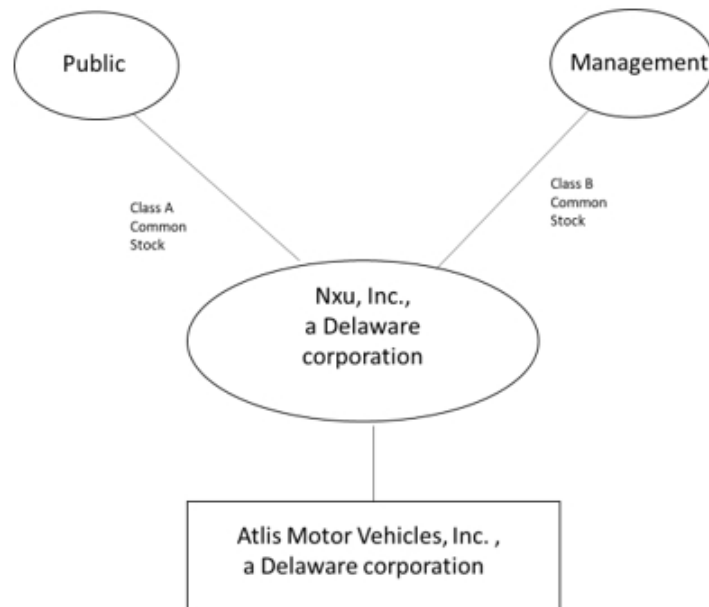 Public
Management
Class A
Common
Stock
Class B
Common
Stock
Nxu, Inc.,
a Delaware
corporation
Atlis Motor Vehicles, Inc. ,
a Delaware corporation